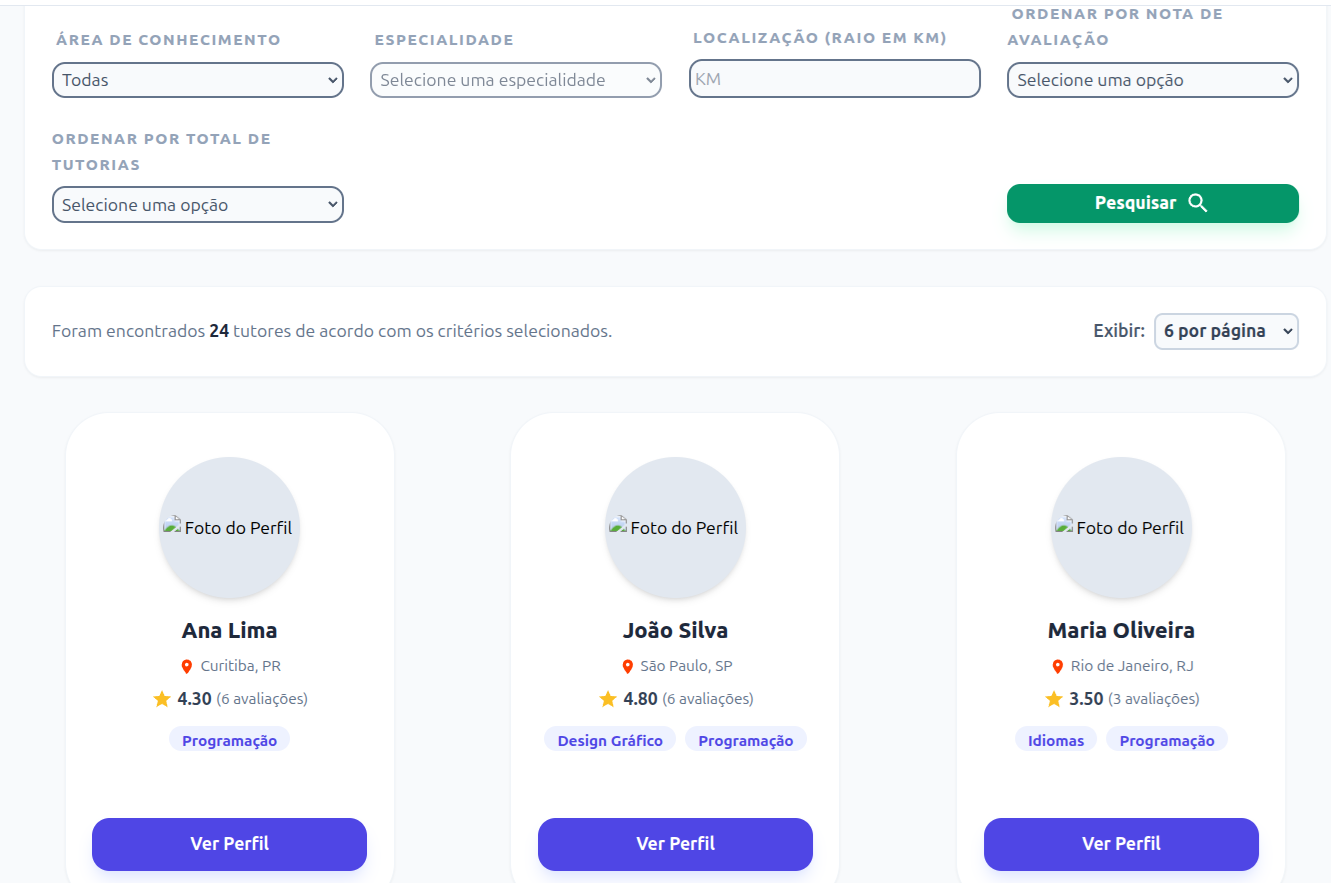 ORDENAR POR NOTA DE
ÁREA DE CONHECIMENTO ESPECIALIDADE LOCALIZAÇÃO (RAIO EM KM) AVALIAÇÃO
Todas Selecione uma especialidade KM Selecione uma opção
ORDENAR POR TOTAL DE
TUTORIAS
Selecione uma opção Pesquisar
Foram encontrados 24 tutores de acordo com os critérios selecionados. Exibir: 6 por página
Foto do Perfil Foto do Perfil Foto do Perfil
Ana Lima João Silva Maria Oliveira
Curitiba, PR São Paulo, SP Rio de Janeiro, RJ
4.30 (6 avaliações) 4.80 (6 avaliações) 3.50 (3 avaliações)
Programação Design Gráfico Programação Idiomas Programação
Ver Perfil Ver Perfil Ver Perfil